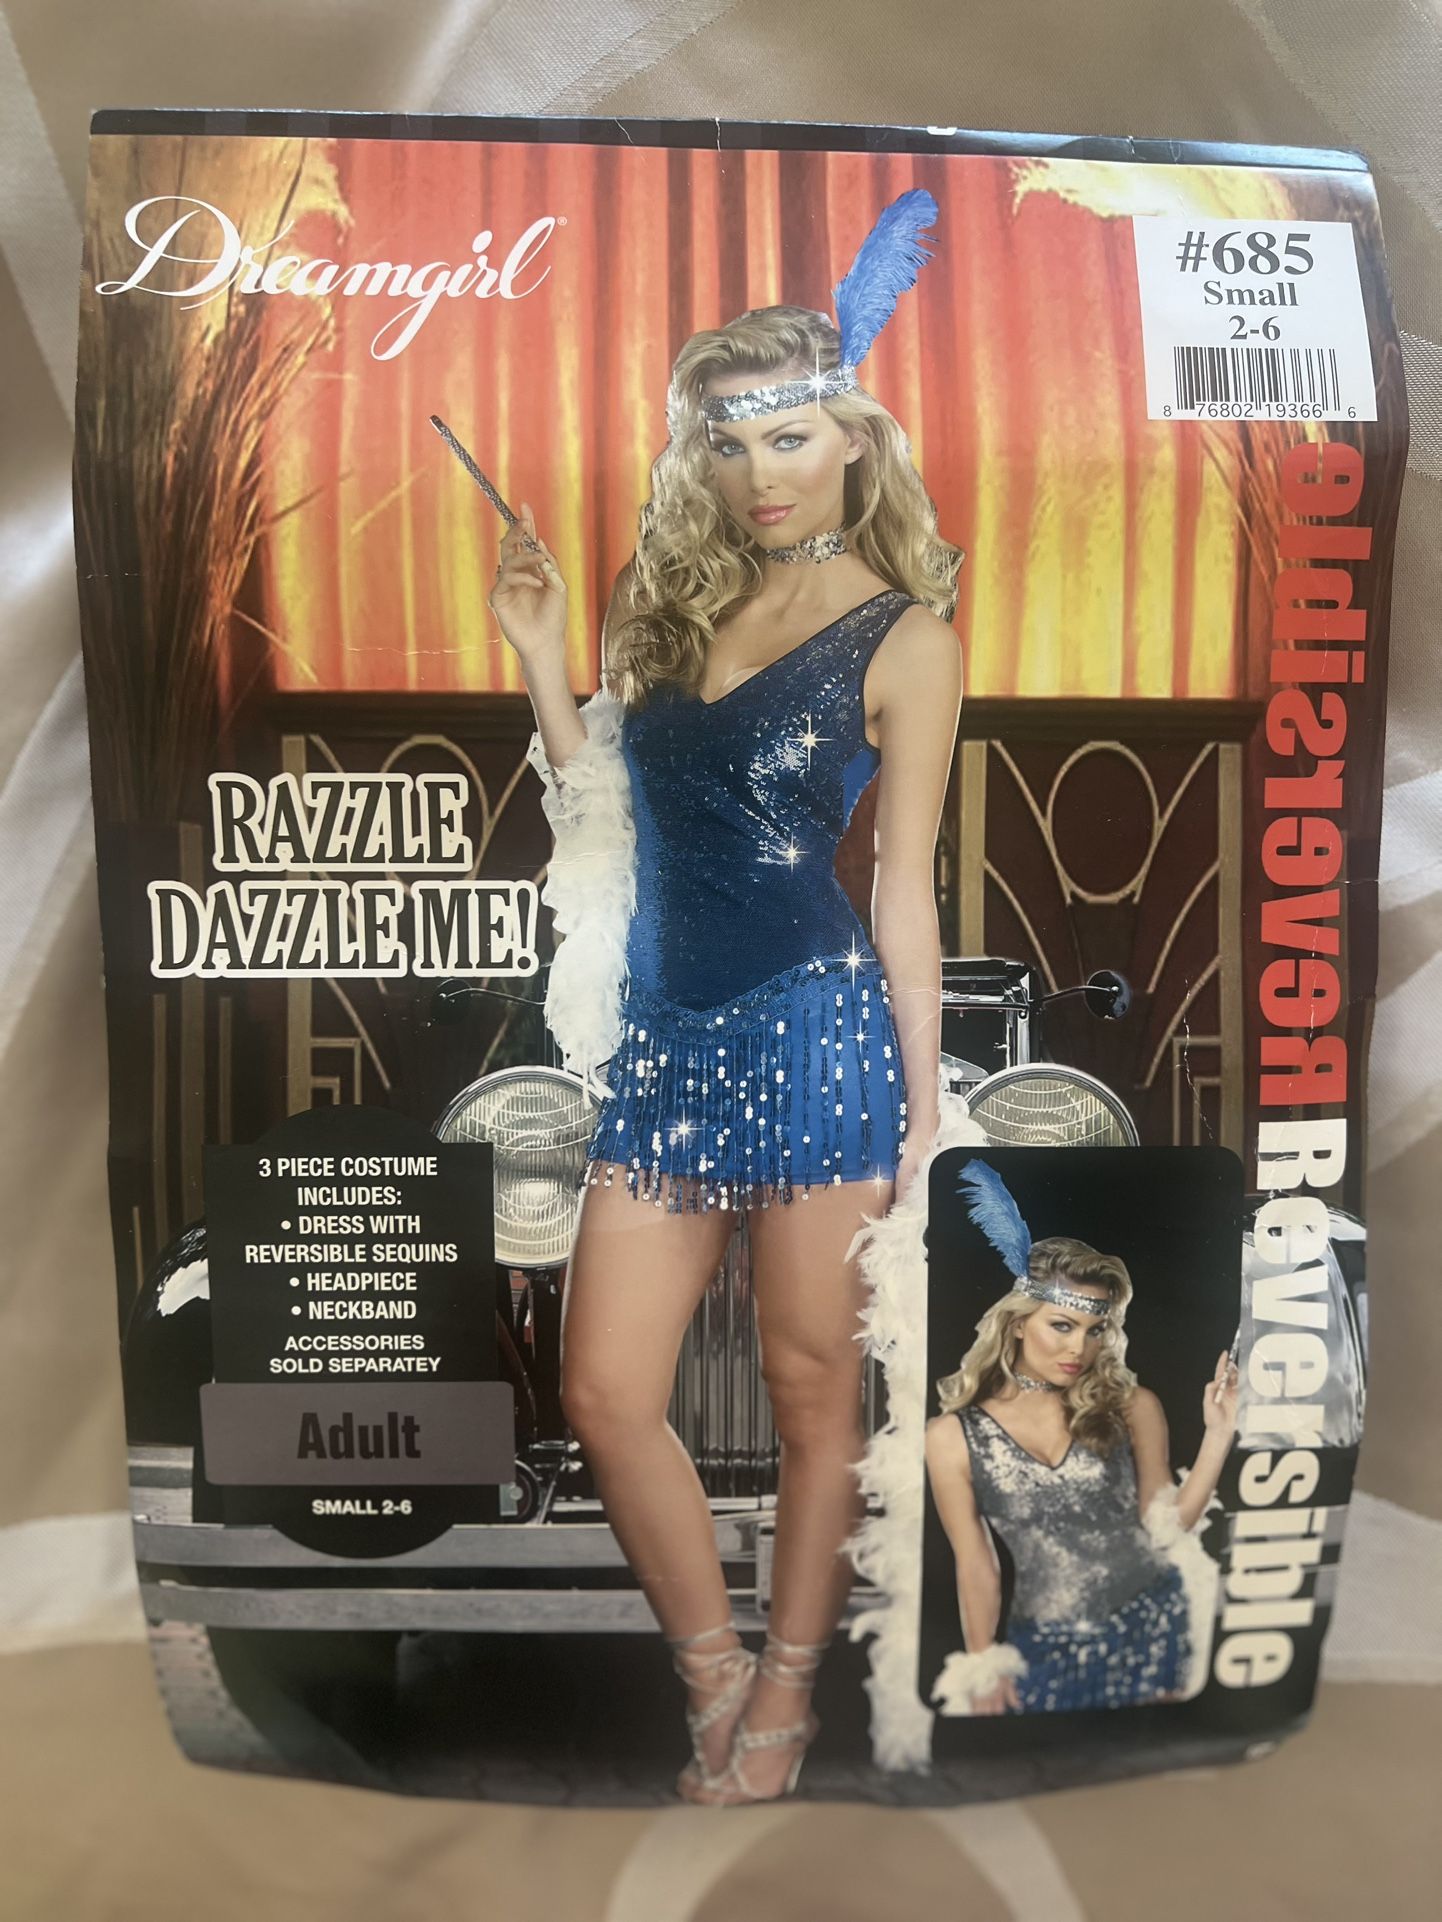 Dreamgirl®
#685
Small
2-6
8 76802 19366 6
RAZZLE
DAZZLE ME!
3 PIECE COSTUME
INCLUDES:
• DRESS WITH
REVERSIBLE SEQUINS
• HEADPIECE
• NECKBAND
ACCESSORIES
SOLD SEPARATEY
Adult
SMALL 2-6
Reversible
Reversible